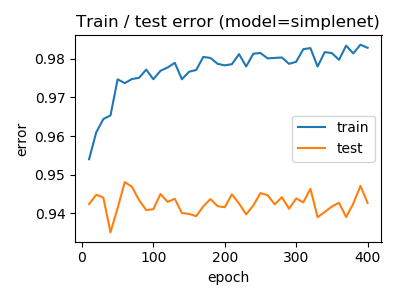 Train / test error (model=simplenet)
error
0.98
0.97
0.96
0.95
0.94
train
test
0
100
200
300
400
epoch